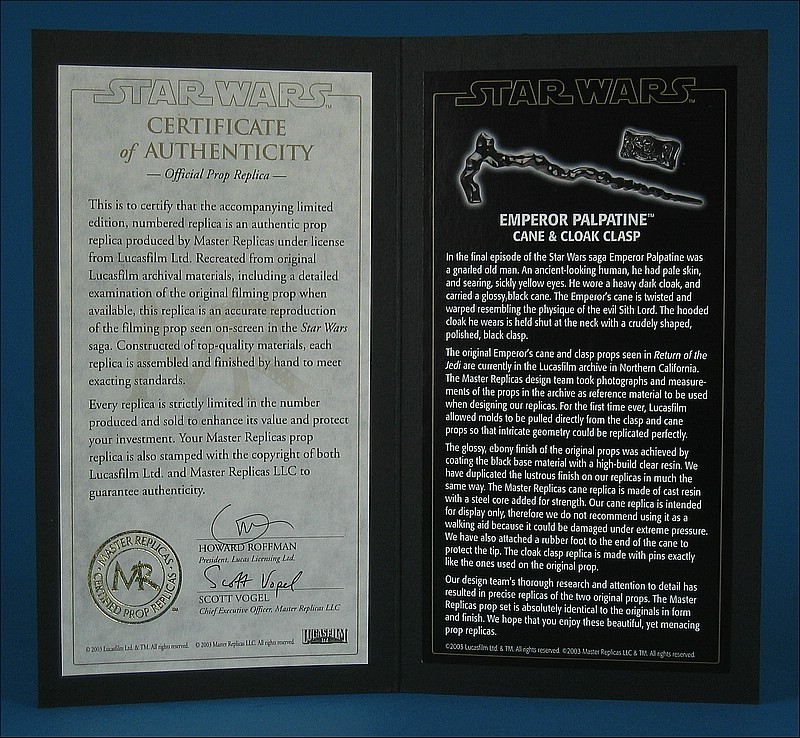 STAR WARS™
CERTIFICATE
of AUTHENTICITY
— Official Prop Replica —
This is to certify that the accompanying limited
edition, numbered replica is an authentic prop
replica produced by Master Replicas under license
from Lucasfilm Ltd. Recreated from original
Lucasfilm archival materials, including a detailed
examination of the original filming prop when
available, this replica is an accurate reproduction
of the filming prop seen on-screen in the Star Wars
saga. Constructed of top-quality materials, each
replica is assembled and finished by hand to meet
exacting standards.
Every replica is strictly limited in the number
produced and sold to enhance its value and protect
your investment. Your Master Replicas prop
replica is also stamped with the copyright of both
Lucasfilm Ltd. and Master Replicas LLC to
guarantee authenticity.
HOWARD ROFFMAN
President, Lucas Licensing Ltd.
Scott Vogel
SCOTT VOGEL
Chief Executive Officer, Master Replicas LLC
MASTER REPLICAS
MR
CERTIFIED PROP REPLICAS
SM
LUCASFILM
LTD.
© 2003 Lucasfilm Ltd. & TM. All rights reserved. © 2003 Master Replicas LLC. All rights reserved.
STAR WARS™
EMPEROR PALPATINE™
CANE & CLOAK CLASP
In the final episode of the Star Wars saga Emperor Palpatine was
a gnarled old man. An ancient-looking human, he had pale skin,
and searing, sickly yellow eyes. He wore a heavy dark cloak, and
carried a glossy,black cane. The Emperor's cane is twisted and
warped resembling the physique of the evil Sith Lord. The hooded
cloak he wears is held shut at the neck with a crudely shaped,
polished, black clasp.
The original Emperor's cane and clasp props seen in Return of the
Jedi are currently in the Lucasfilm archive in Northern California.
The Master Replicas design team took photographs and measure-
ments of the props in the archive as reference material to be used
when designing our replicas. For the first time ever, Lucasfilm
allowed molds to be pulled directly from the clasp and cane
props so that intricate geometry could be replicated perfectly.
The glossy, ebony finish of the original props was achieved by
coating the black base material with a high-build clear resin. We
have duplicated the lustrous finish on our replicas in much the
same way. The Master Replicas cane replica is made of cast resin
with a steel core added for strength. Our cane replica is intended
for display only, therefore we do not recommend using it as a
walking aid because it could be damaged under extreme pressure.
We have also attached a rubber foot to the end of the cane to
protect the tip. The cloak clasp replica is made with pins exactly
like the ones used on the original prop.
Our design team's thorough research and attention to detail has
resulted in precise replicas of the two original props. The Master
Replicas prop set is absolutely identical to the originals in form
and finish. We hope that you enjoy these beautiful, yet menacing
prop replicas.
©2003 Lucasfilm Ltd. & TM. All rights reserved. ©2003 Master Replicas LLC & TM. All rights reserved.